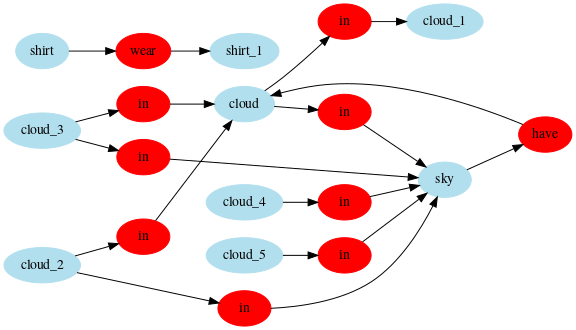 in
cloud_1
shirt
wear
shirt_1
cloud_3
in
cloud
in
have
in
sky
cloud_4
in
in
cloud_5
in
cloud_2
in